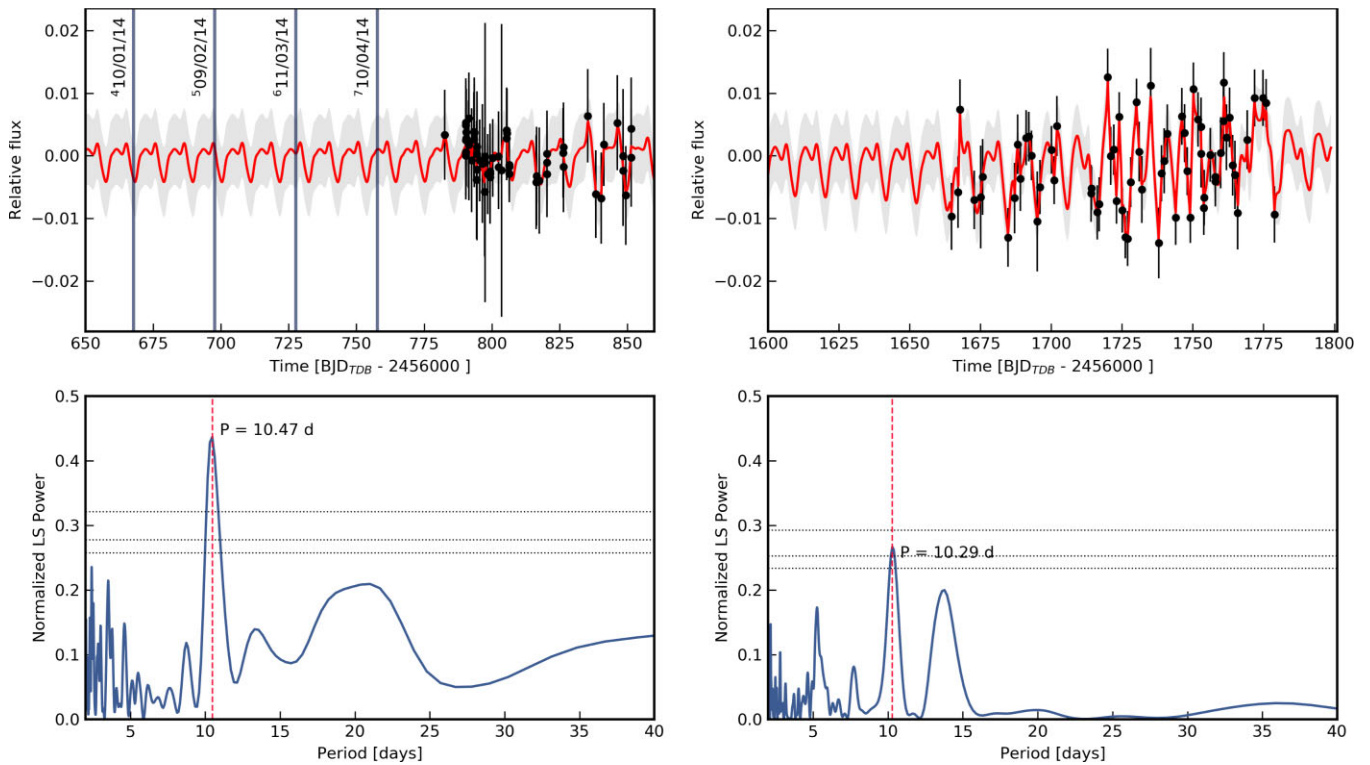 0.02
0.01
0.00
−0.01
−0.02
Relative flux
⁴10/01/14
⁵09/02/14
⁶11/03/14
⁷10/04/14
650 675 700 725 750 775 800 825 850
Time [BJD_TDB - 2456000 ]
0.02
0.01
0.00
−0.01
−0.02
Relative flux
1600 1625 1650 1675 1700 1725 1750 1775 1800
Time [BJD_TDB - 2456000 ]
0.5
0.4
0.3
0.2
0.1
0.0
Normalized LS Power
P = 10.47 d
5 10 15 20 25 30 35 40
Period [days]
0.5
0.4
0.3
0.2
0.1
0.0
Normalized LS Power
P = 10.29 d
5 10 15 20 25 30 35 40
Period [days]